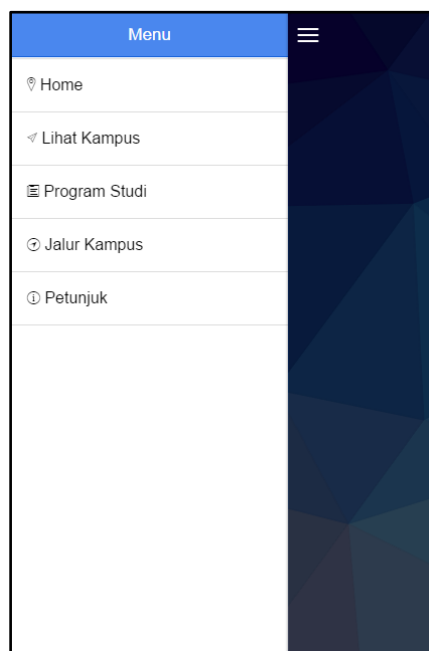 Menu
Home
Lihat Kampus
Program Studi
Jalur Kampus
Petunjuk